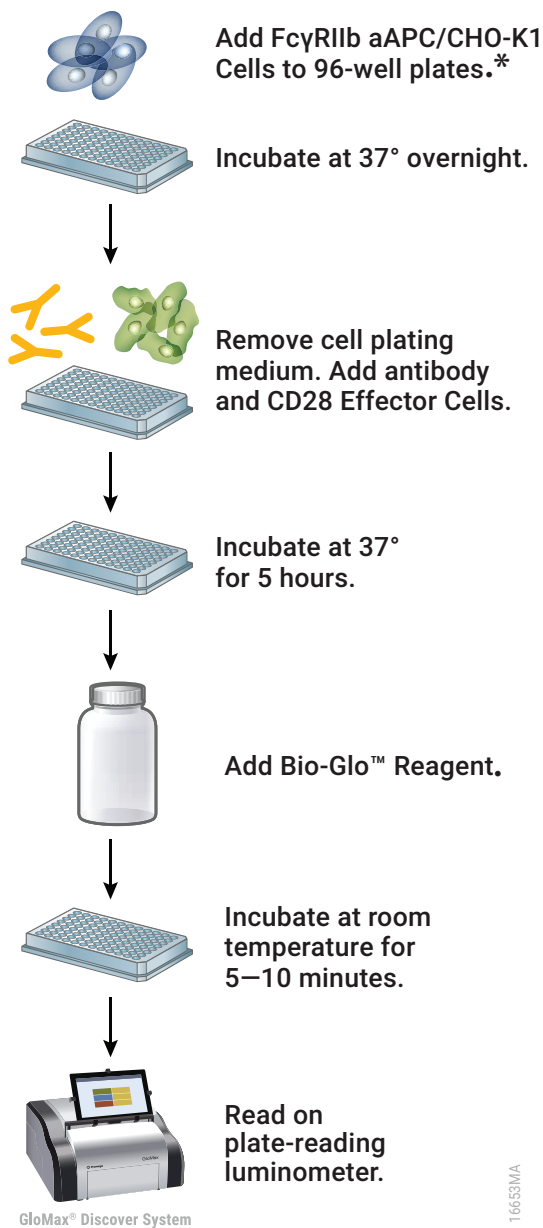 Add FcγRIIb aAPC/CHO-K1
Cells to 96-well plates.*
Incubate at 37° overnight.
Remove cell plating
medium. Add antibody
and CD28 Effector Cells.
Incubate at 37°
for 5 hours.
Add Bio-Glo™ Reagent.
Incubate at room
temperature for
5–10 minutes.
Read on
plate-reading
luminometer.
GloMax® Discover System
16653MA